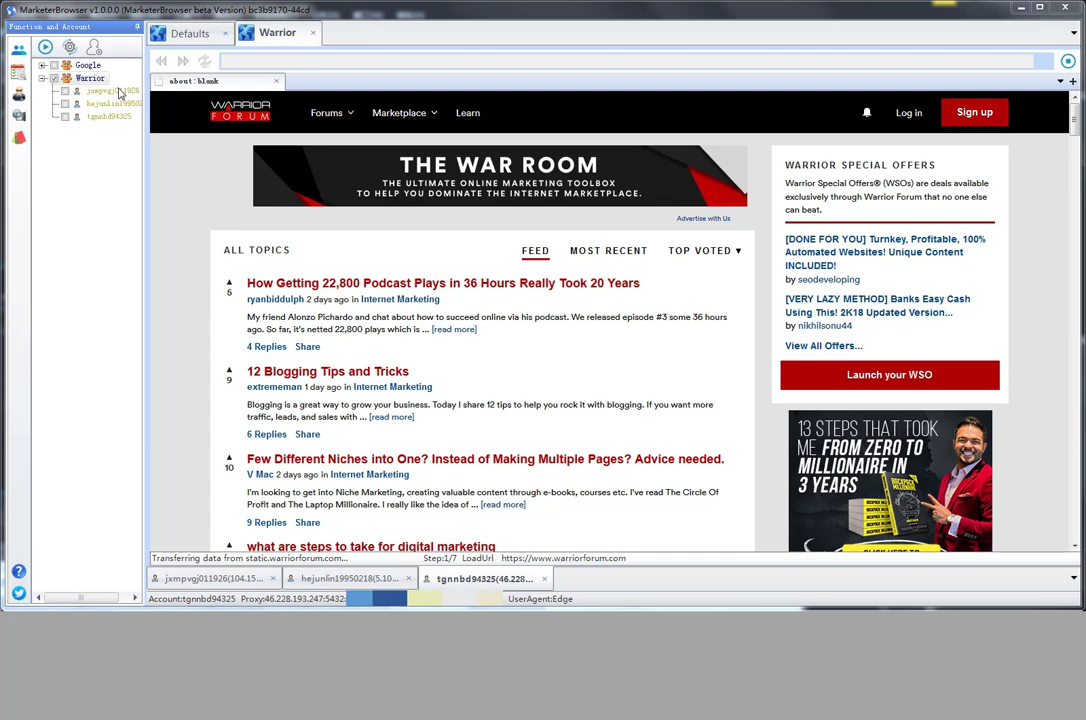 MarketerBrowser v1.0.0.0 (MarketerBrowser beta Version) bc3b9170-44cd
Function and Account
Defaults
Warrior
Google
Warrior
jxmpvgj011926
hejunlin199502
tgnnbd94325
about:blank
WARRIOR FORUM
Forums
Marketplace
Learn
Log in
Sign up
THE WAR ROOM
THE ULTIMATE ONLINE MARKETING TOOLBOX
TO HELP YOU DOMINATE THE INTERNET MARKETPLACE.
Advertise with Us
ALL TOPICS
FEED
MOST RECENT
TOP VOTED ▼
▲
5
How Getting 22,800 Podcast Plays in 36 Hours Really Took 20 Years
ryanbiddulph 2 days ago in Internet Marketing
My friend Alonzo Pichardo and chat about how to succeed online via his podcast. We released episode #3 some 36 hours
ago. So far, it's netted 22,800 plays which is ... [read more]
4 Replies Share
▲
9
12 Blogging Tips and Tricks
extrememan 1 day ago in Internet Marketing
Blogging is a great way to grow your business. Today I share 12 tips to help you rock it with blogging. If you want more
traffic, leads, and sales with ... [read more]
6 Replies Share
▲
10
Few Different Niches into One? Instead of Making Multiple Pages? Advice needed.
V Mac 2 days ago in Internet Marketing
I'm looking to get into Niche Marketing, creating valuable content through e-books, courses etc. I've read The Circle Of
Profit and The Laptop Millionaire. I really like the idea of ... [read more]
9 Replies Share
▲
what are steps to take for digital marketing
WARRIOR SPECIAL OFFERS
Warrior Special Offers® (WSOs) are deals available
exclusively through Warrior Forum that no one else
can beat.
[DONE FOR YOU] Turnkey, Profitable, 100%
Automated Websites! Unique Content
INCLUDED!
by seodeveloping
[VERY LAZY METHOD] Banks Easy Cash
Using This! 2K18 Updated Version...
by nikhilsonu44
View All Offers...
Launch your WSO
13 STEPS THAT TOOK
ME FROM ZERO TO
MILLIONAIRE IN
3 YEARS
BACKPACK
MILLIONAIRE
CLICK HERE TO
Transferring data from static.warriorforum.com...
Step:1/7 LoadUrl https://www.warriorforum.com
jxmpvgj011926(104.15...
hejunlin19950218(5.10...
tgnnbd94325(46.228...
Account:tgnnbd94325 Proxy:46.228.193.247:5432:
UserAgent:Edge